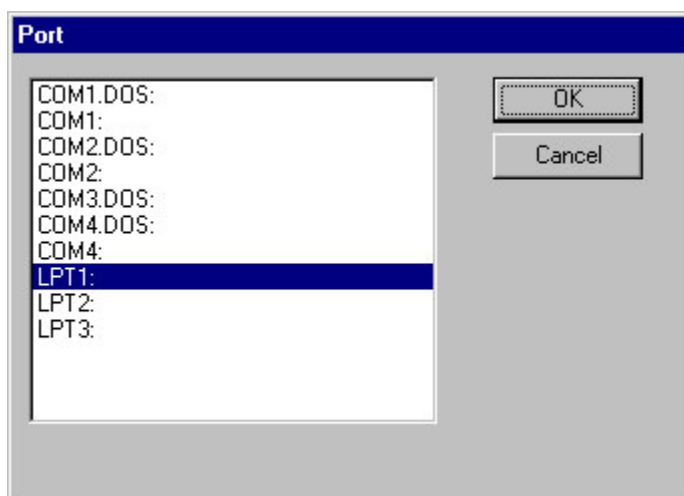 Port
COM1.DOS:
COM1:
COM2.DOS:
COM2:
COM3.DOS:
COM4.DOS:
COM4:
LPT1:
LPT2:
LPT3:
OK
Cancel